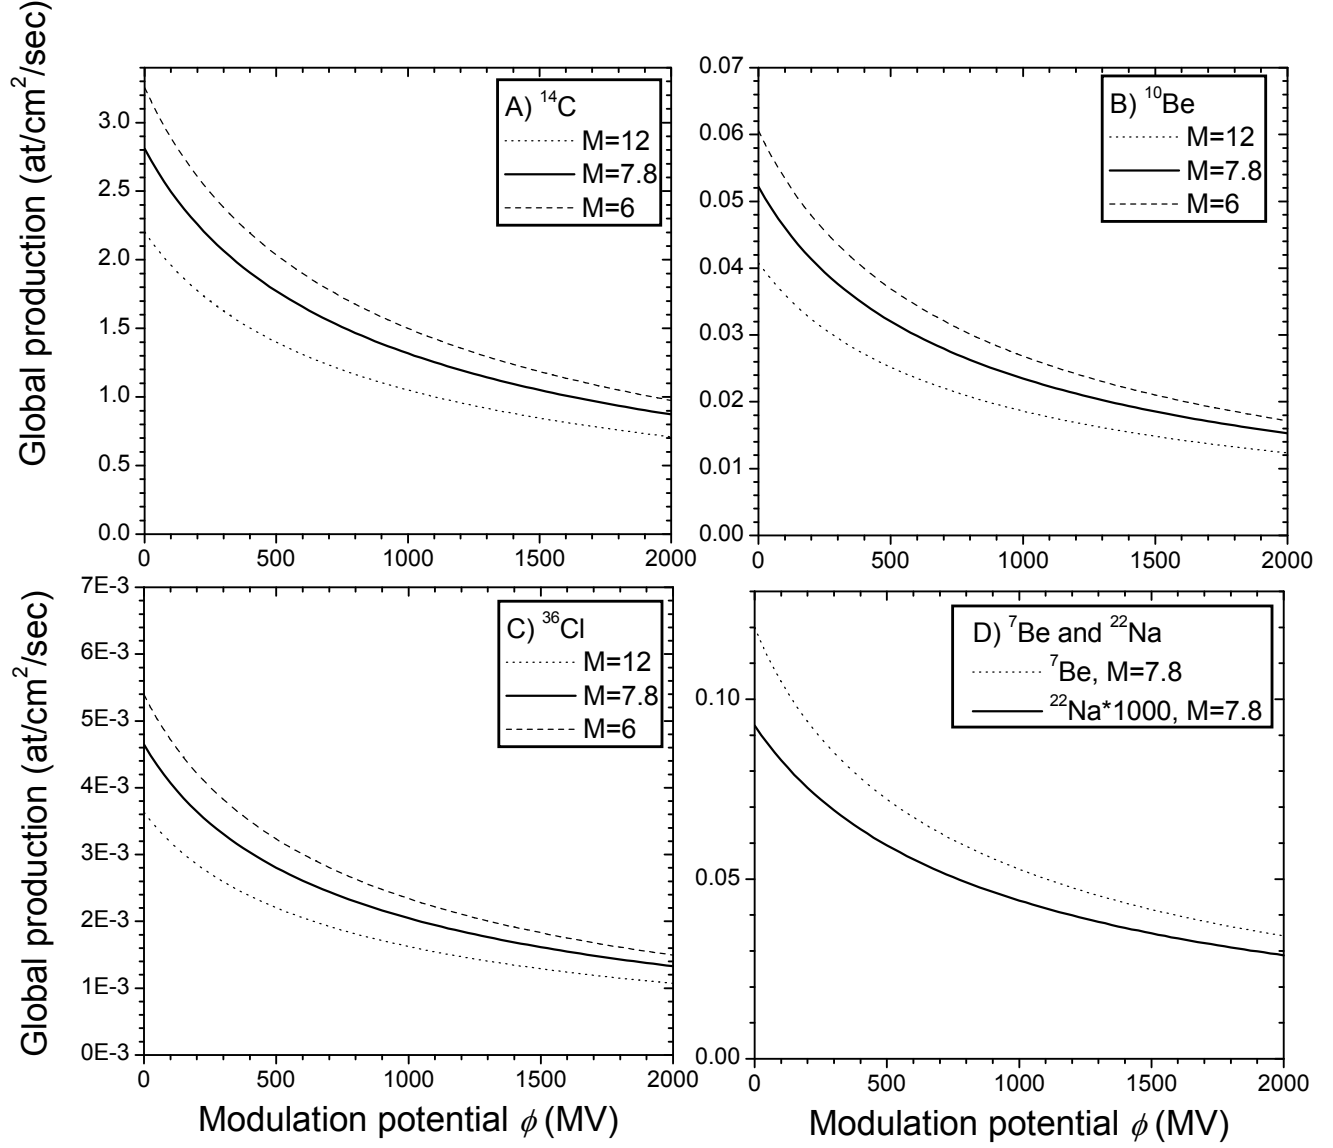 Global production (at/cm²/sec)
3.0
2.5
2.0
1.5
1.0
0.5
0.0
0 500 1000 1500 2000
A) ¹⁴C
M=12
M=7.8
M=6
0.07
0.06
0.05
0.04
0.03
0.02
0.01
0.00
0 500 1000 1500 2000
B) ¹⁰Be
M=12
M=7.8
M=6
Global production (at/cm²/sec)
7E-3
6E-3
5E-3
4E-3
3E-3
2E-3
1E-3
0E-3
0 500 1000 1500 2000
C) ³⁶Cl
M=12
M=7.8
M=6
Modulation potential ϕ (MV)
0.10
0.05
0.00
0 500 1000 1500 2000
D) ⁷Be and ²²Na
⁷Be, M=7.8
²²Na*1000, M=7.8
Modulation potential ϕ (MV)